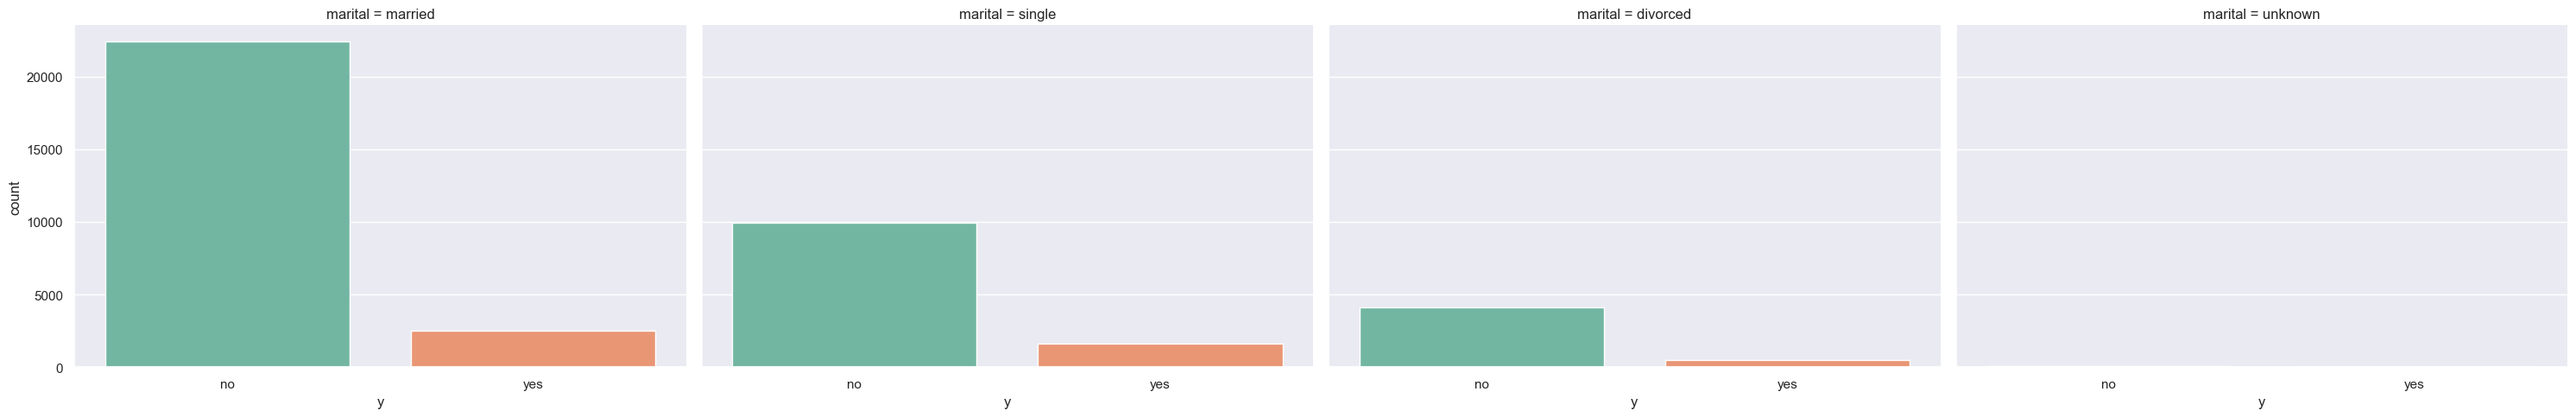 marital = married
marital = single
marital = divorced
marital = unknown
count
20000
15000
10000
5000
0
no
yes
no
yes
no
yes
no
yes
y
y
y
y